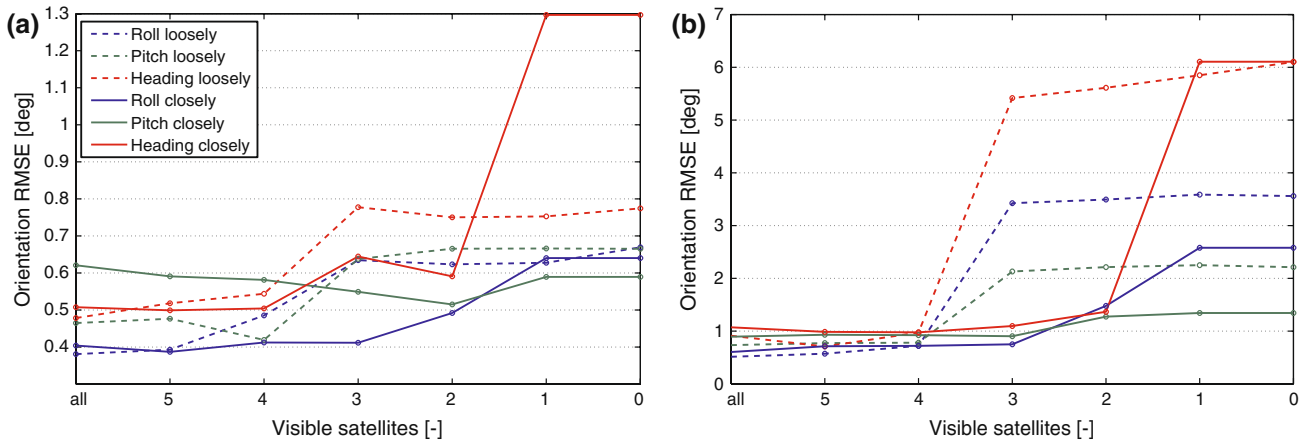 (a)
Orientation RMSE [deg]
1.3
1.2
1.1
1
0.9
0.8
0.7
0.6
0.5
0.4
Roll loosely
Pitch loosely
Heading loosely
Roll closely
Pitch closely
Heading closely
all 5 4 3 2 1 0
Visible satellites [-]
(b)
Orientation RMSE [deg]
7
6
5
4
3
2
1
0
all 5 4 3 2 1 0
Visible satellites [-]